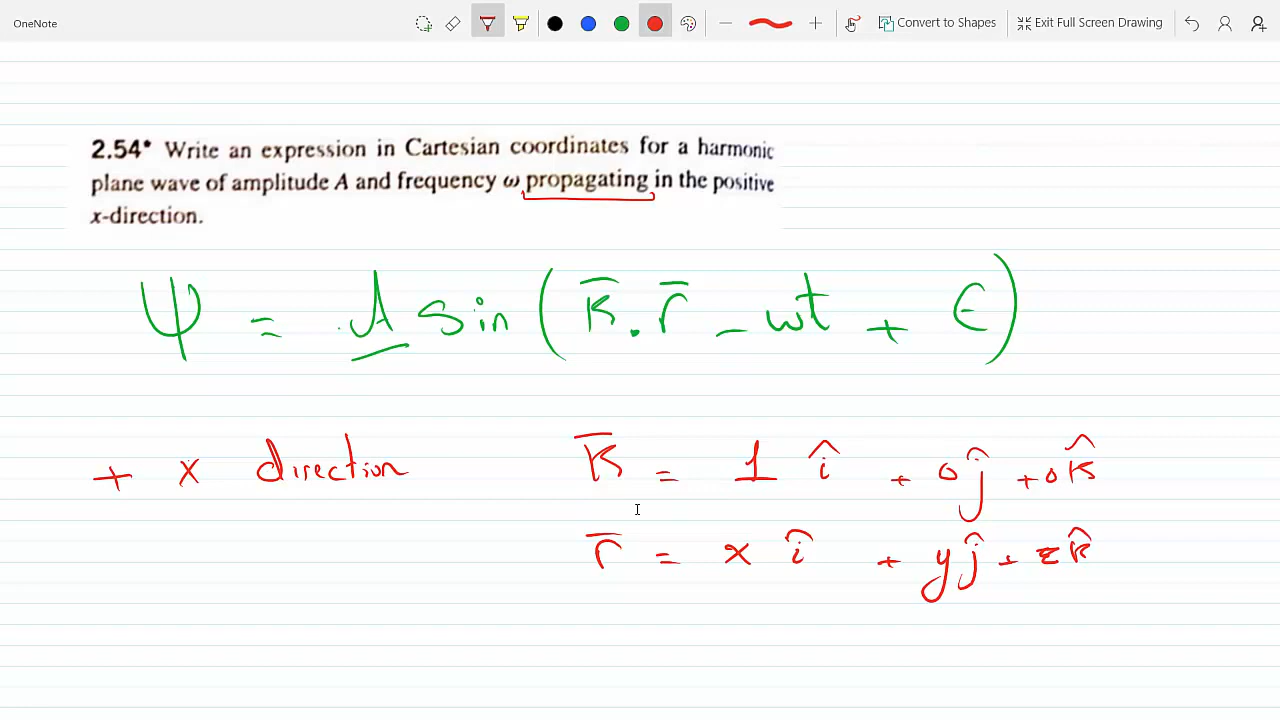 OneNote
Convert to Shapes
Exit Full Screen Drawing
2.54* Write an expression in Cartesian coordinates for a harmonic
plane wave of amplitude A and frequency ω propagating in the positive
x-direction.
ψ = A sin ( k̄ . r̄ - ωt + ε )
+ x direction
k̄ = 1 î + 0 ĵ + 0 k̂
r̄ = x î + y ĵ + z k̂